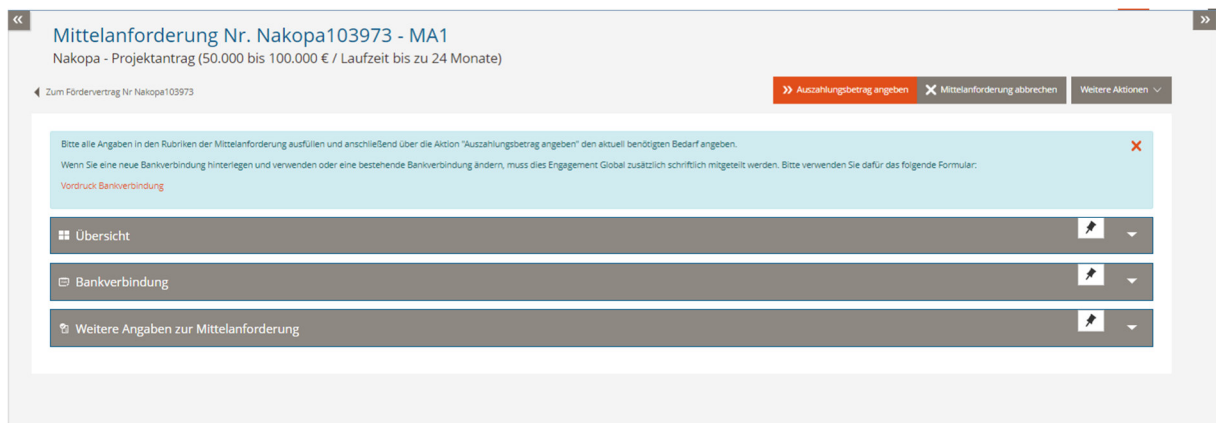 Mittelanforderung Nr. Nakopa103973 - MA1
Nakopa - Projektantrag (50.000 bis 100.000 € / Laufzeit bis zu 24 Monate)
Zum Fördervertrag Nr Nakopa103973
Auszahlungsbetrag angeben
Mittelanforderung abbrechen
Weitere Aktionen
Bitte alle Angaben in den Rubriken der Mittelanforderung ausfüllen und anschließend über die Aktion "Auszahlungsbetrag angeben" den aktuell benötigten Bedarf angeben.
Wenn Sie eine neue Bankverbindung hinterlegen und verwenden oder eine bestehende Bankverbindung ändern, muss dies Engagement Global zusätzlich schriftlich mitgeteilt werden. Bitte verwenden Sie dafür das folgende Formular:
Vordruck Bankverbindung
Übersicht
Bankverbindung
Weitere Angaben zur Mittelanforderung